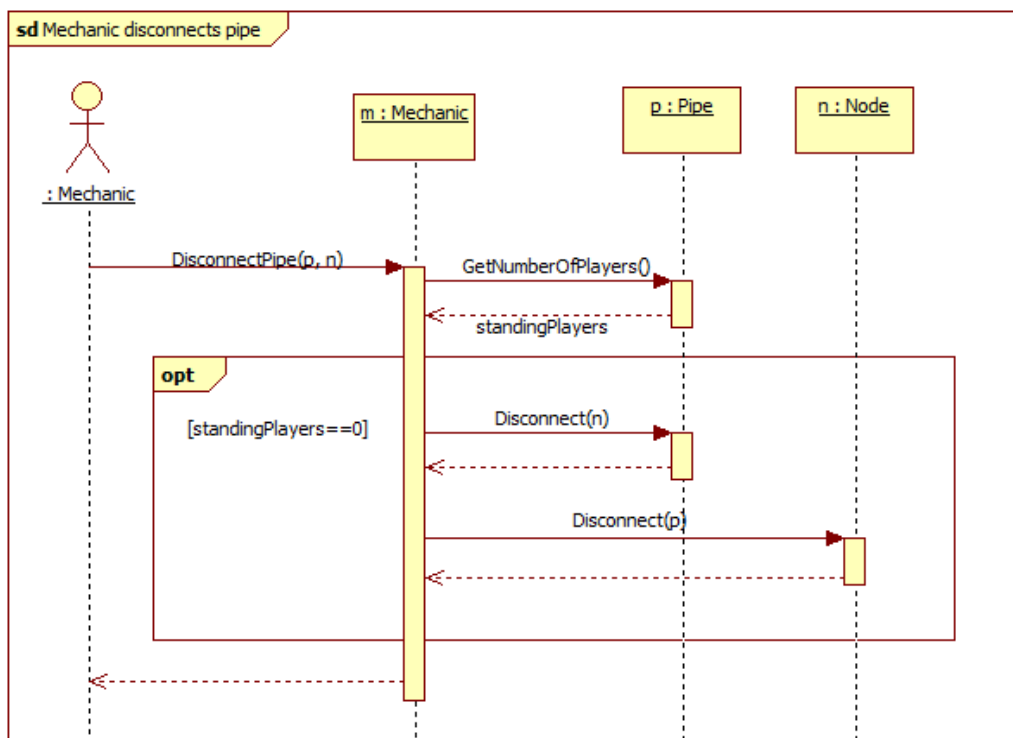 sd Mechanic disconnects pipe
: Mechanic
m : Mechanic
p : Pipe
n : Node
DisconnectPipe(p, n)
GetNumberOfPlayers()
standingPlayers
opt
[standingPlayers==0]
Disconnect(n)
Disconnect(p)